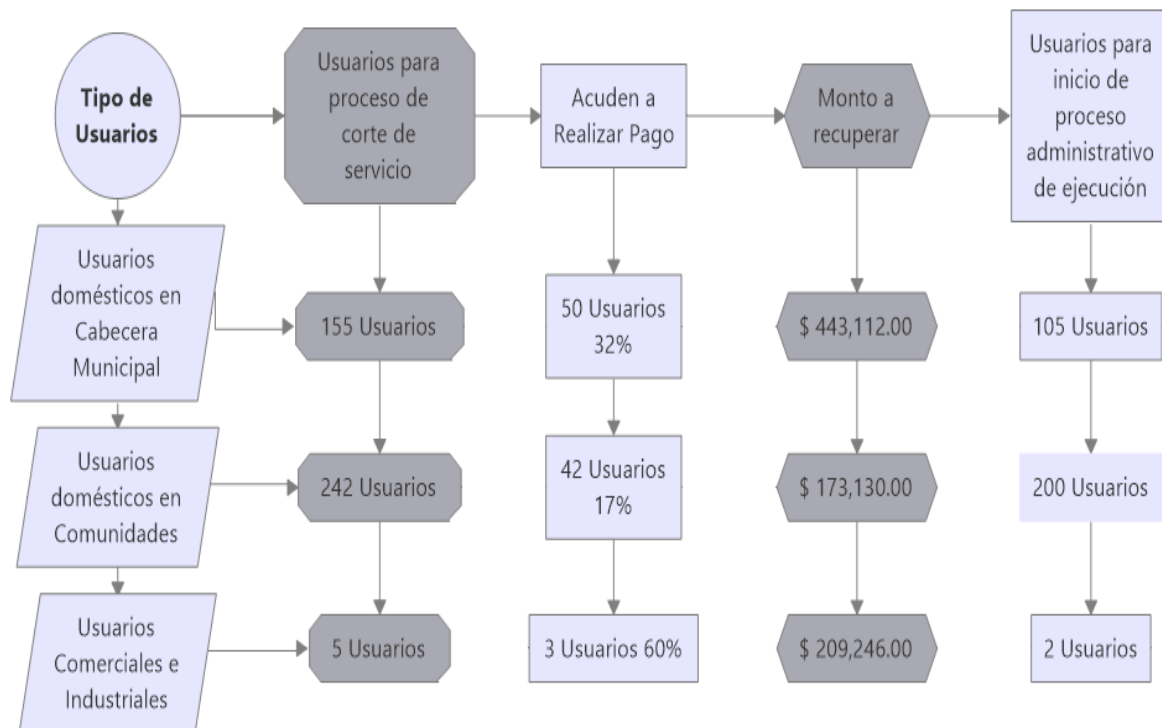 Tipo de
Usuarios
Usuarios para
proceso de
corte de
servicio
Acuden a
Realizar Pago
Monto a
recuperar
Usuarios para
inicio de
proceso
administrativo
de ejecución
Usuarios
domésticos en
Cabecera
Municipal
155 Usuarios
50 Usuarios
32%
$ 443,112.00
105 Usuarios
Usuarios
domésticos en
Comunidades
242 Usuarios
42 Usuarios
17%
$ 173,130.00
200 Usuarios
Usuarios
Comerciales e
Industriales
5 Usuarios
3 Usuarios 60%
$ 209,246.00
2 Usuarios